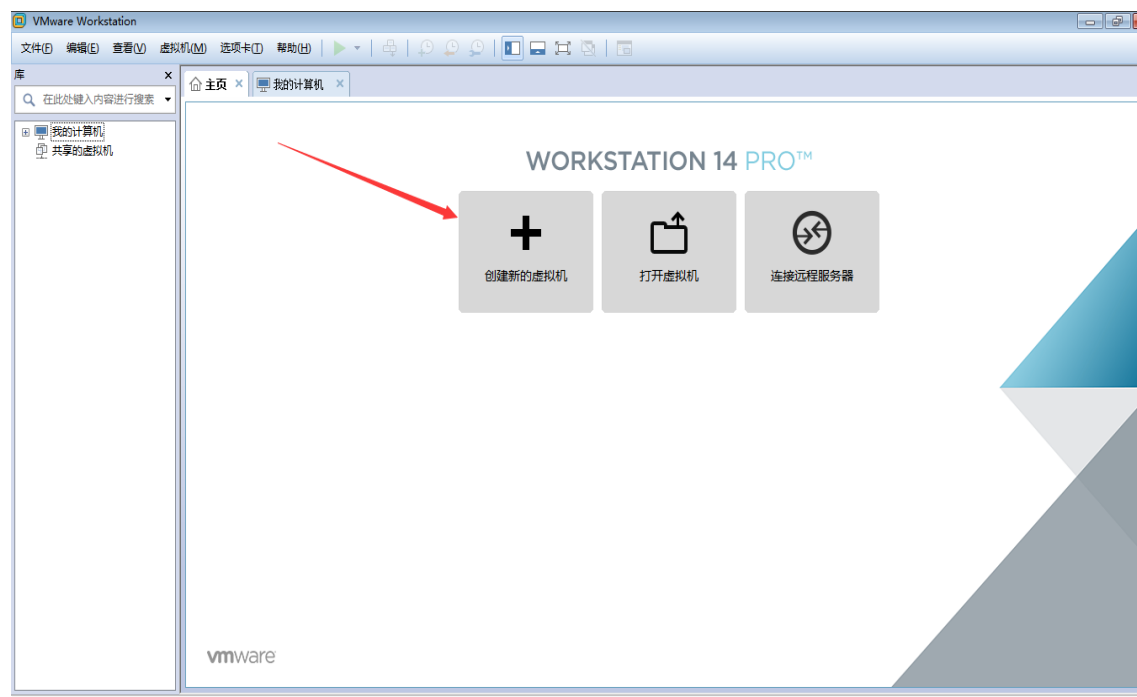 VMware Workstation
文件(F) 编辑(E) 查看(V) 虚拟机(M) 选项卡(T) 帮助(H)
库
在此处键入内容进行搜索
我的计算机
共享的虚拟机
主页 我的计算机
WORKSTATION 14 PRO™
创建新的虚拟机 打开虚拟机 连接远程服务器
vmware